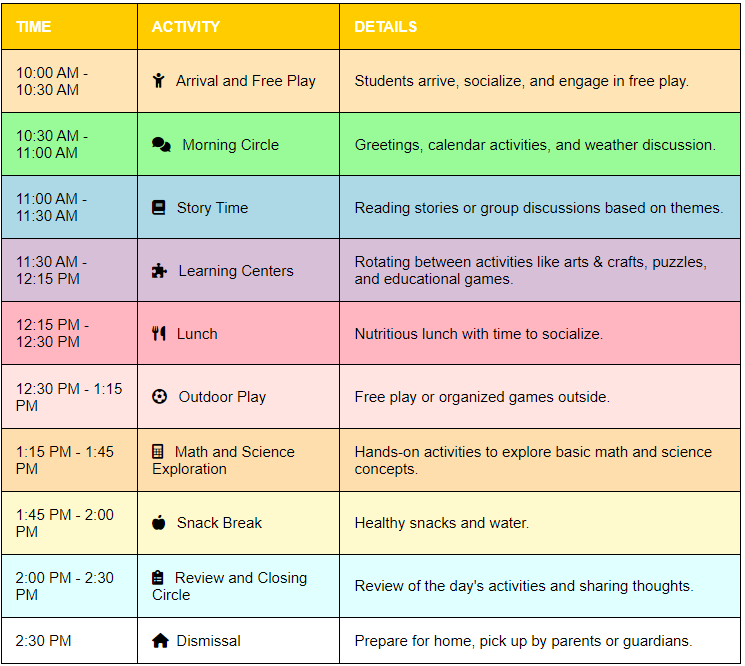 TIME ACTIVITY DETAILS
10:00 AM -
10:30 AM
Arrival and Free Play
Students arrive, socialize, and engage in free play.
10:30 AM -
11:00 AM
Morning Circle
Greetings, calendar activities, and weather discussion.
11:00 AM -
11:30 AM
Story Time
Reading stories or group discussions based on themes.
11:30 AM -
12:15 PM
Learning Centers
Rotating between activities like arts & crafts, puzzles,
and educational games.
12:15 PM -
12:30 PM
Lunch
Nutritious lunch with time to socialize.
12:30 PM - 1:15
PM
Outdoor Play
Free play or organized games outside.
1:15 PM - 1:45
PM
Math and Science
Exploration
Hands-on activities to explore basic math and science
concepts.
1:45 PM - 2:00
PM
Snack Break
Healthy snacks and water.
2:00 PM - 2:30
PM
Review and Closing
Circle
Review of the day's activities and sharing thoughts.
2:30 PM
Dismissal
Prepare for home, pick up by parents or guardians.